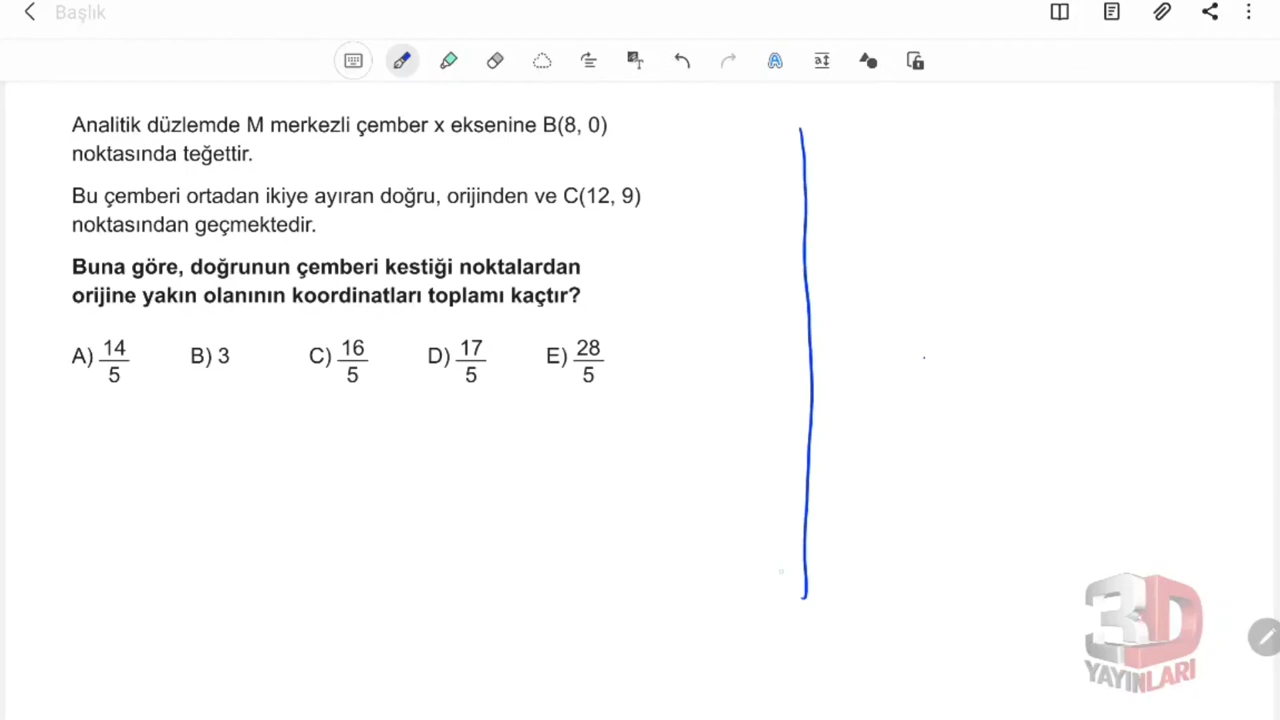 Başlık
Analitik düzlemde M merkezli çember x eksenine B(8, 0)
noktasında teğettir.
Bu çemberi ortadan ikiye ayıran doğru, orijinden ve C(12, 9)
noktasından geçmektedir.
Buna göre, doğrunun çemberi kestiği noktalardan
orijine yakın olanının koordinatları toplamı kaçtır?
A) 14/5 B) 3 C) 16/5 D) 17/5 E) 28/5
3D
YAYINLARI